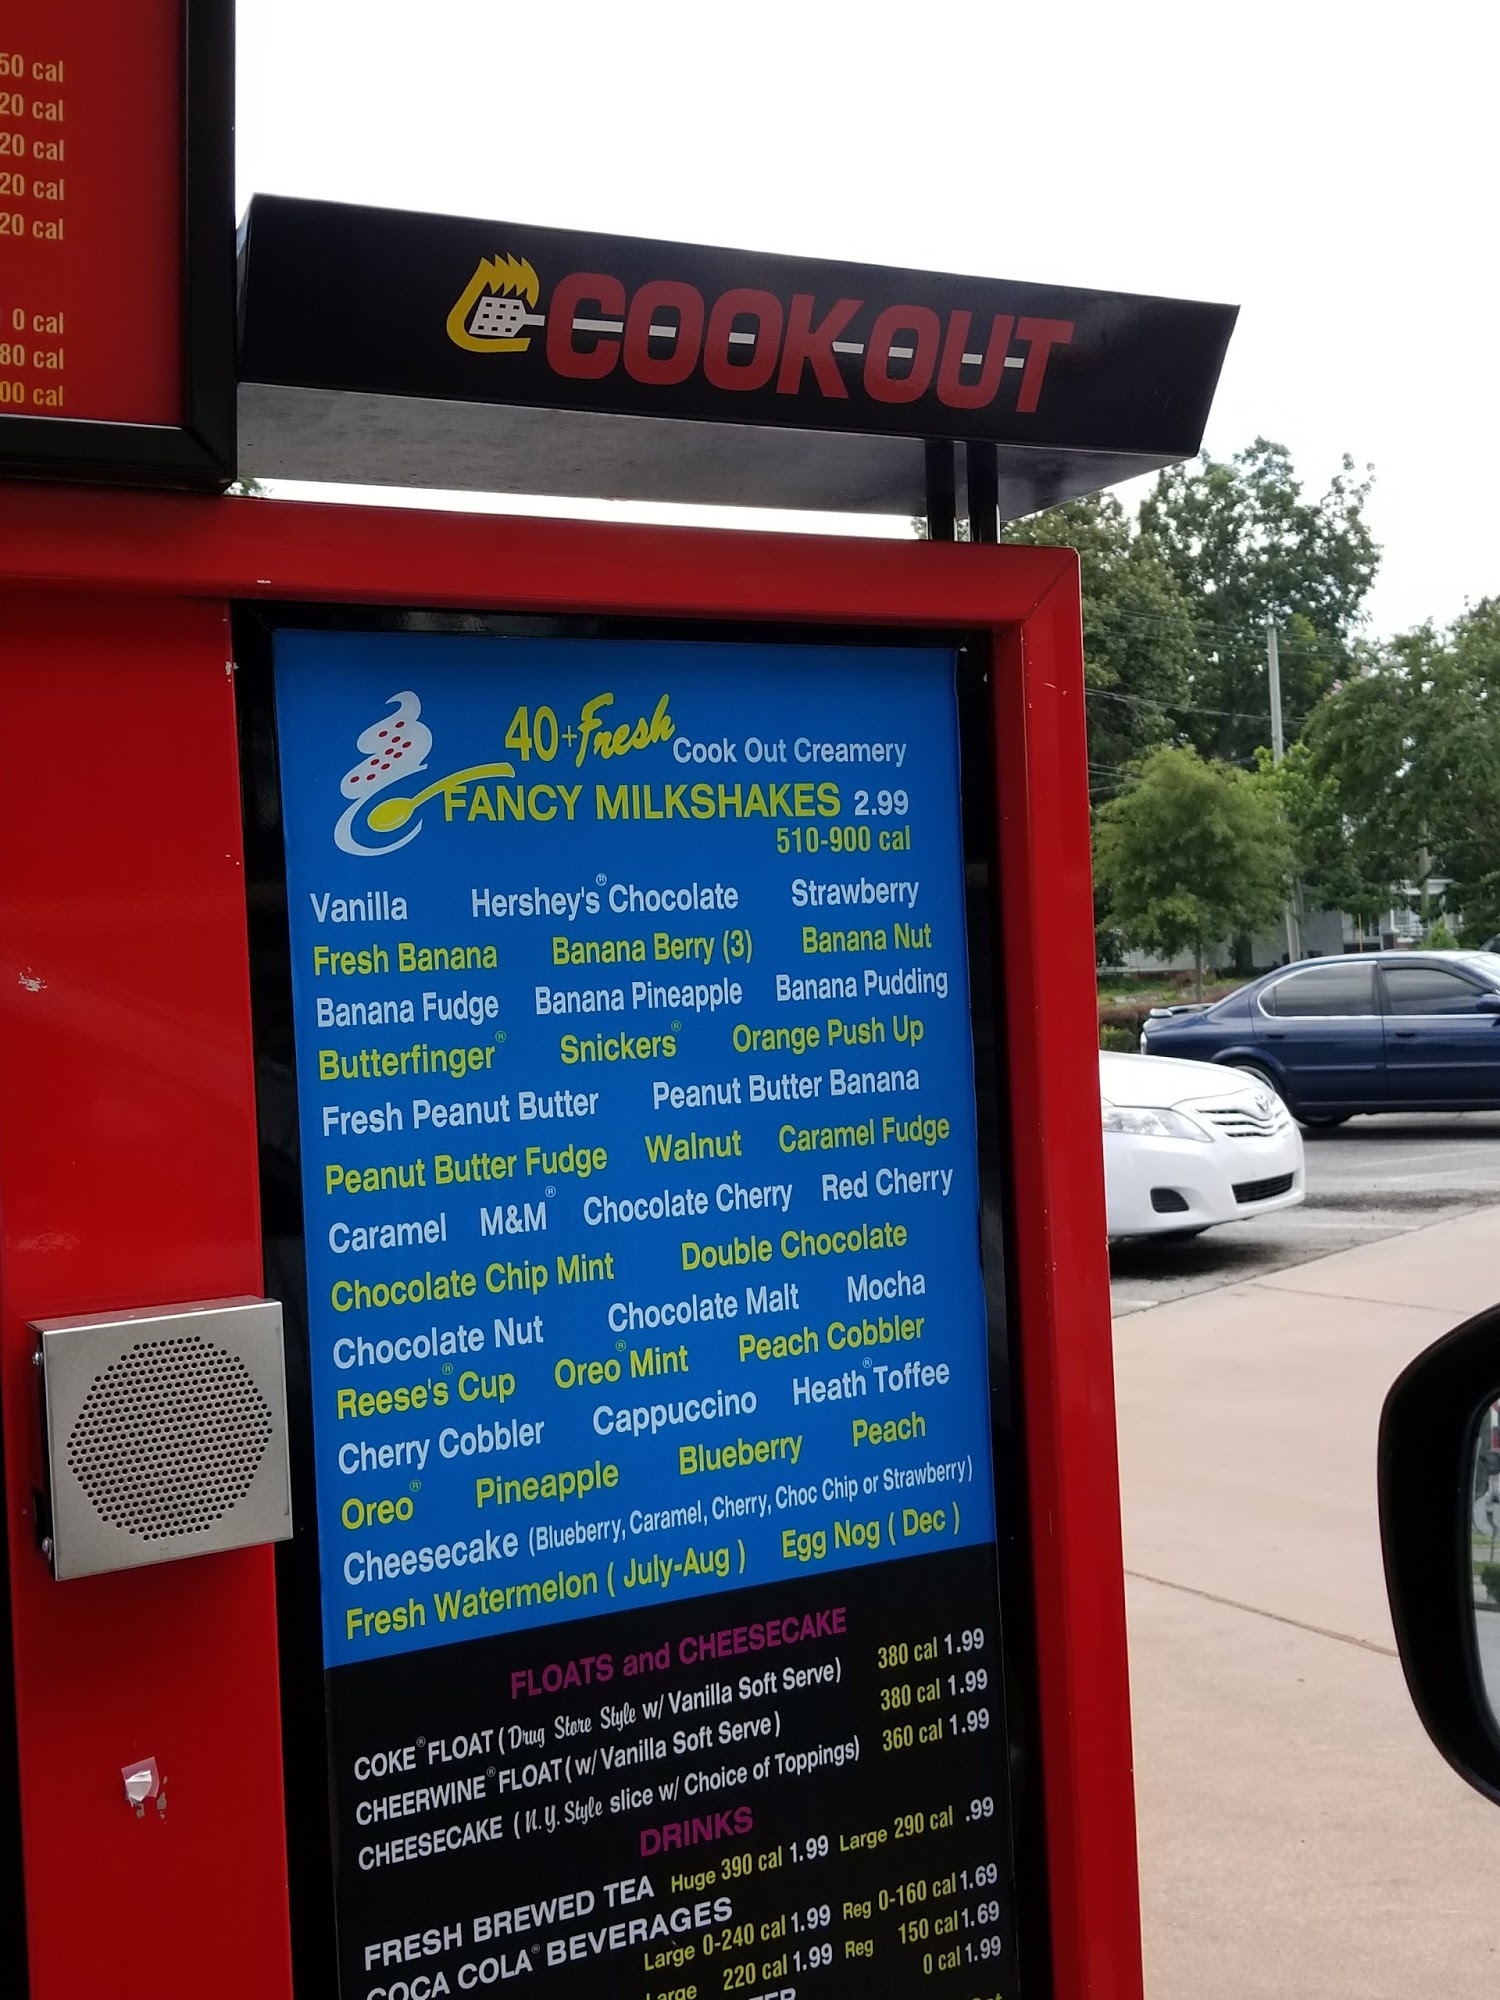 50 cal
20 cal
20 cal
20 cal
20 cal
0 cal
80 cal
00 cal
COOKOUT
40+ Fresh Cook Out Creamery
FANCY MILKSHAKES 2.99
510-900 cal
Vanilla Hershey's® Chocolate Strawberry
Fresh Banana Banana Berry (3) Banana Nut
Banana Fudge Banana Pineapple Banana Pudding
Butterfinger® Snickers® Orange Push Up
Fresh Peanut Butter Peanut Butter Banana
Peanut Butter Fudge Walnut Caramel Fudge
Caramel M&M® Chocolate Cherry Red Cherry
Chocolate Chip Mint Double Chocolate
Chocolate Nut Chocolate Malt Mocha
Reese's® Cup Oreo® Mint Peach Cobbler
Cherry Cobbler Cappuccino Heath® Toffee
Oreo® Pineapple Blueberry Peach
Cheesecake (Blueberry, Caramel, Cherry, Choc Chip or Strawberry)
Fresh Watermelon ( July-Aug ) Egg Nog ( Dec )
FLOATS and CHEESECAKE
COKE® FLOAT ( Drug Store Style w/ Vanilla Soft Serve) 380 cal 1.99
CHEERWINE® FLOAT ( w/ Vanilla Soft Serve ) 380 cal 1.99
CHEESECAKE ( N.Y. Style slice w/ Choice of Toppings) 360 cal 1.99
DRINKS
FRESH BREWED TEA Huge 390 cal 1.99 Large 290 cal .99
COCA COLA® BEVERAGES
Large 0-240 cal 1.99 Reg 0-160 cal 1.69
Large 220 cal 1.99 Reg 150 cal 1.69
0 cal 1.99